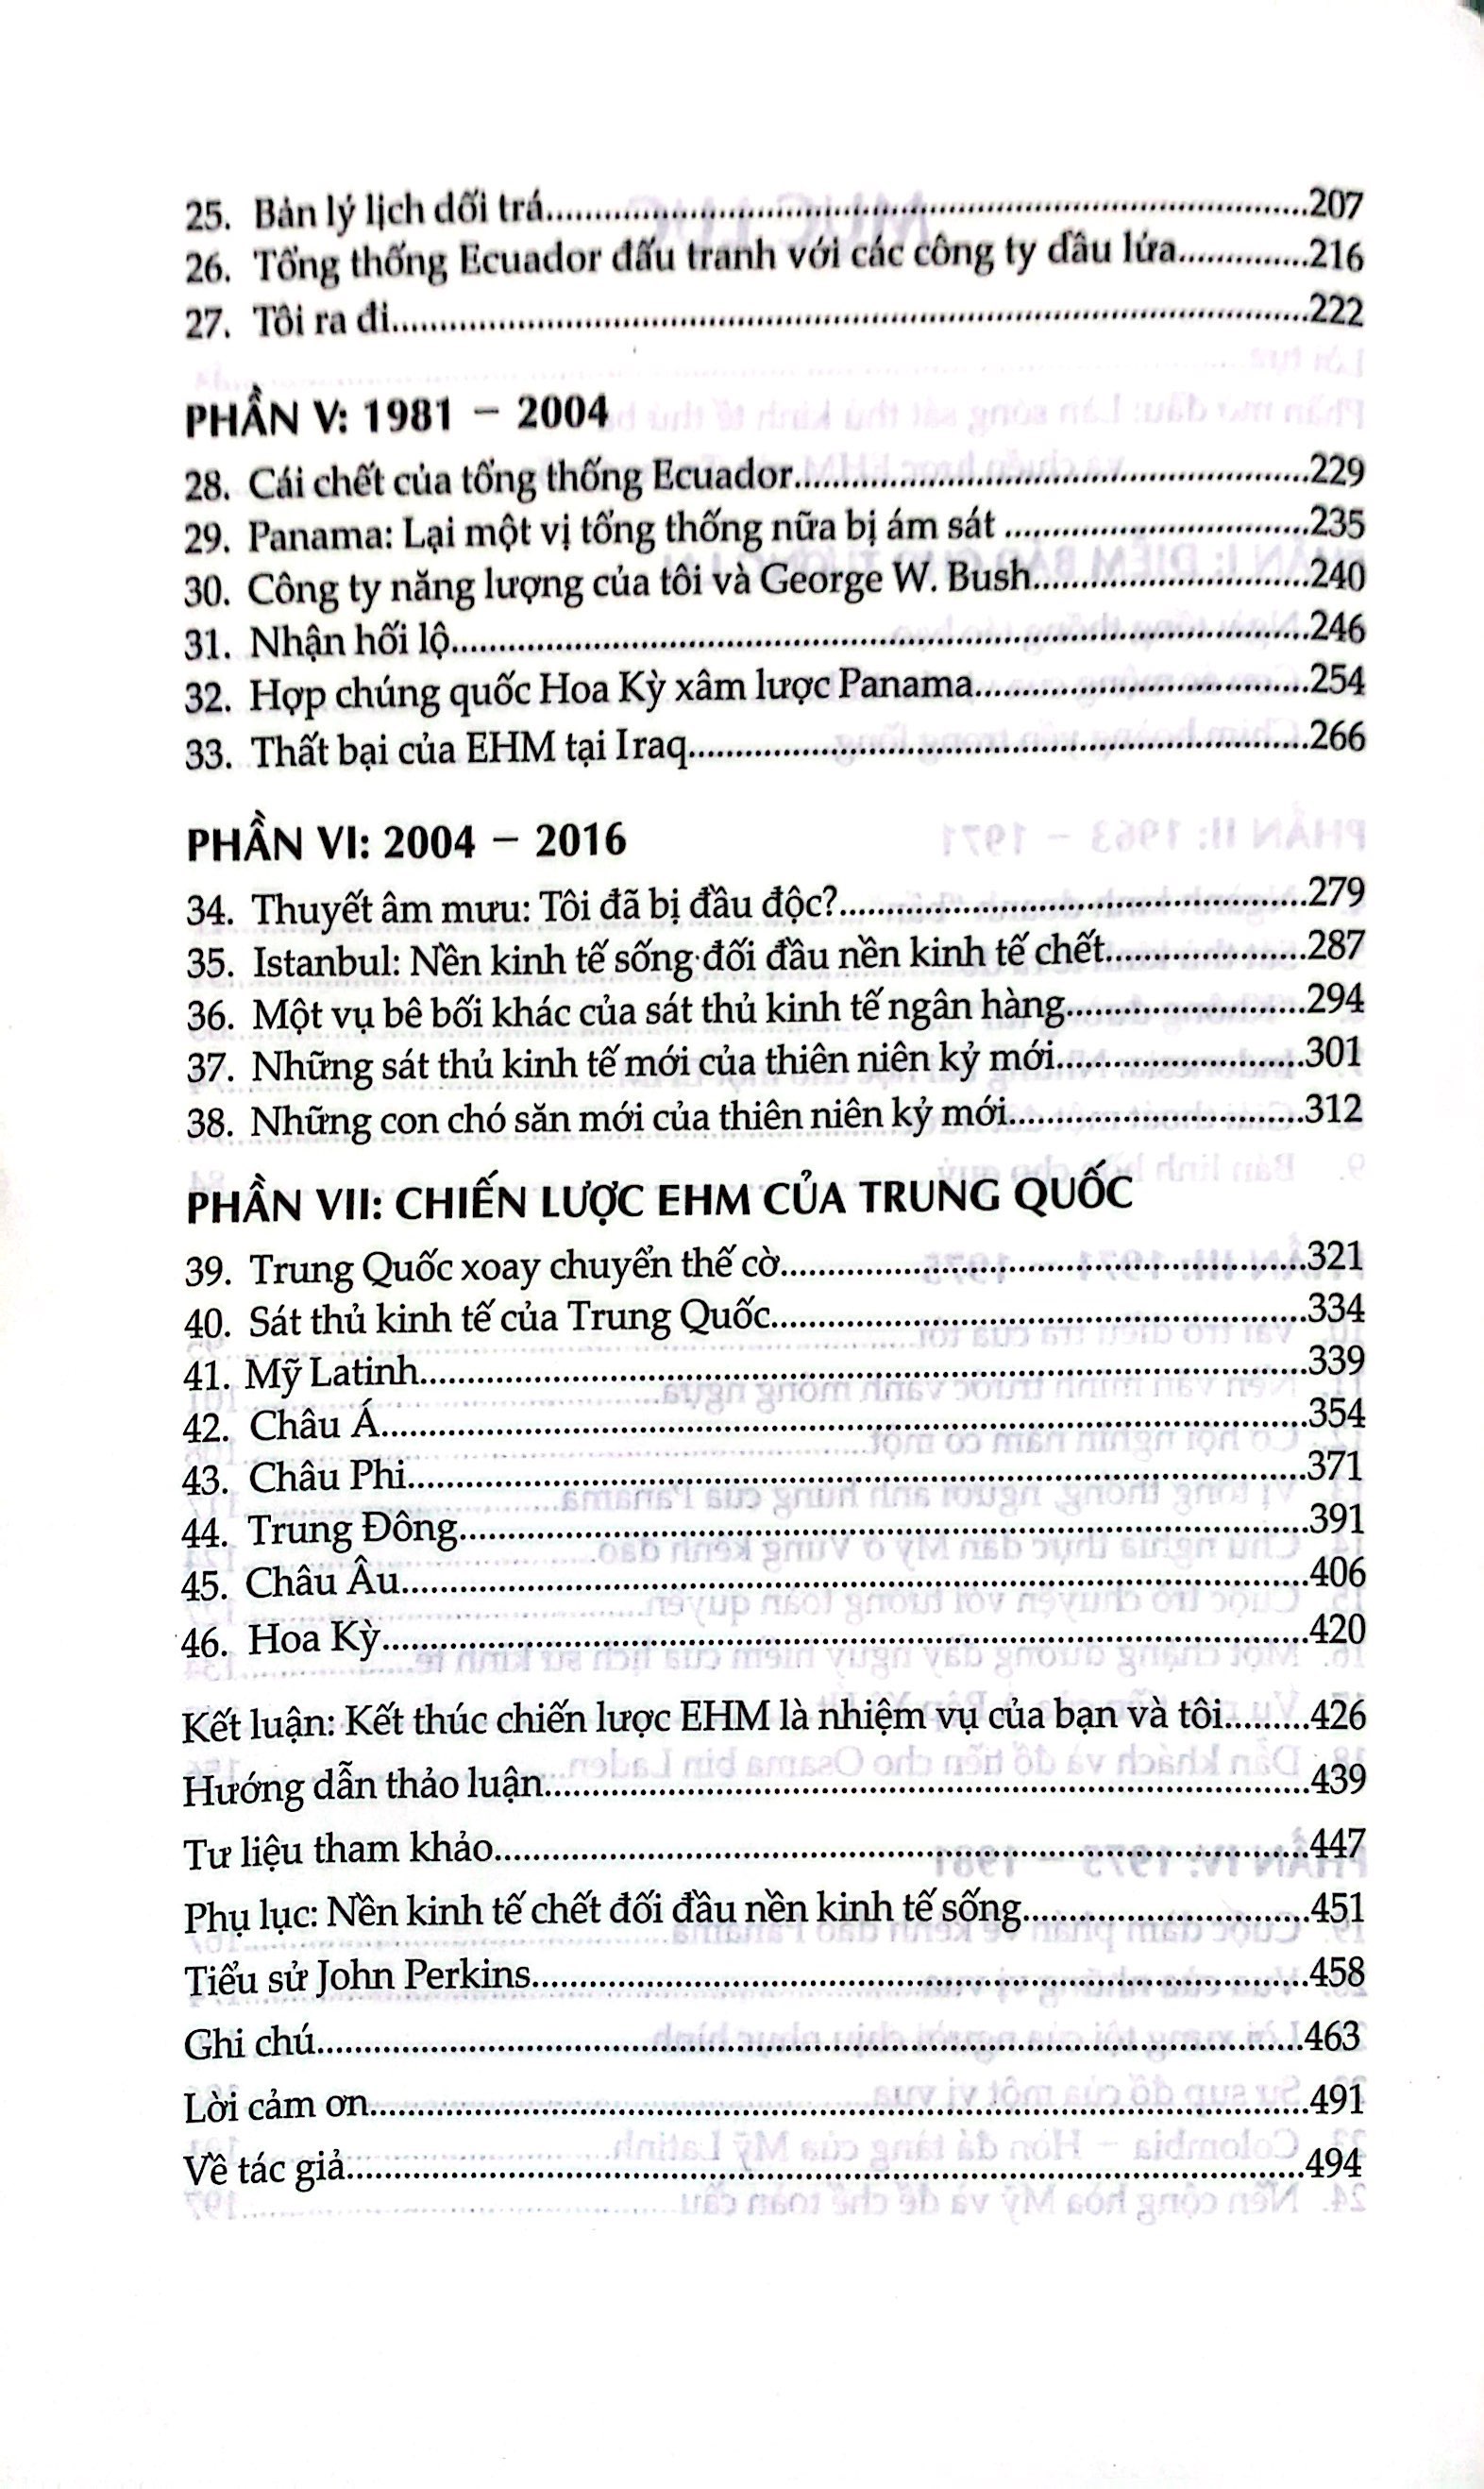 25. Bản lý lịch dối trá........207
26. Tổng thống Ecuador đấu tranh với các công ty dầu lửa........216
27. Tôi ra đi........222
PHẦN V: 1981 – 2004
28. Cái chết của tổng thống Ecuador........229
29. Panama: Lại một vị tổng thống nữa bị ám sát ........235
30. Công ty năng lượng của tôi và George W. Bush........240
31. Nhận hối lộ........246
32. Hợp chúng quốc Hoa Kỳ xâm lược Panama........254
33. Thất bại của EHM tại Iraq........266
PHẦN VI: 2004 – 2016
34. Thuyết âm mưu: Tôi đã bị đầu độc?........279
35. Istanbul: Nền kinh tế sống đối đầu nền kinh tế chết........287
36. Một vụ bê bối khác của sát thủ kinh tế ngân hàng........294
37. Những sát thủ kinh tế mới của thiên niên kỷ mới........301
38. Những con chó săn mới của thiên niên kỷ mới........312
PHẦN VII: CHIẾN LƯỢC EHM CỦA TRUNG QUỐC
39. Trung Quốc xoay chuyển thế cờ........321
40. Sát thủ kinh tế của Trung Quốc........334
41. Mỹ Latinh........339
42. Châu Á........354
43. Châu Phi........371
44. Trung Đông........391
45. Châu Âu........406
46. Hoa Kỳ........420
Kết luận: Kết thúc chiến lược EHM là nhiệm vụ của bạn và tôi........426
Hướng dẫn thảo luận........439
Tư liệu tham khảo........447
Phụ lục: Nền kinh tế chết đối đầu nền kinh tế sống........451
Tiểu sử John Perkins........458
Ghi chú........463
Lời cảm ơn........491
Về tác giả........494